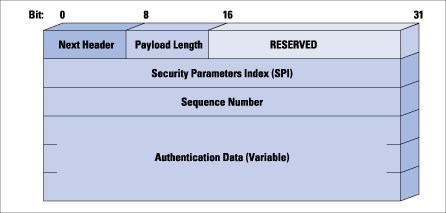 Bit: 0 8 16 31
Next Header Payload Length RESERVED
Security Parameters Index (SPI)
Sequence Number
Authentication Data (Variable)